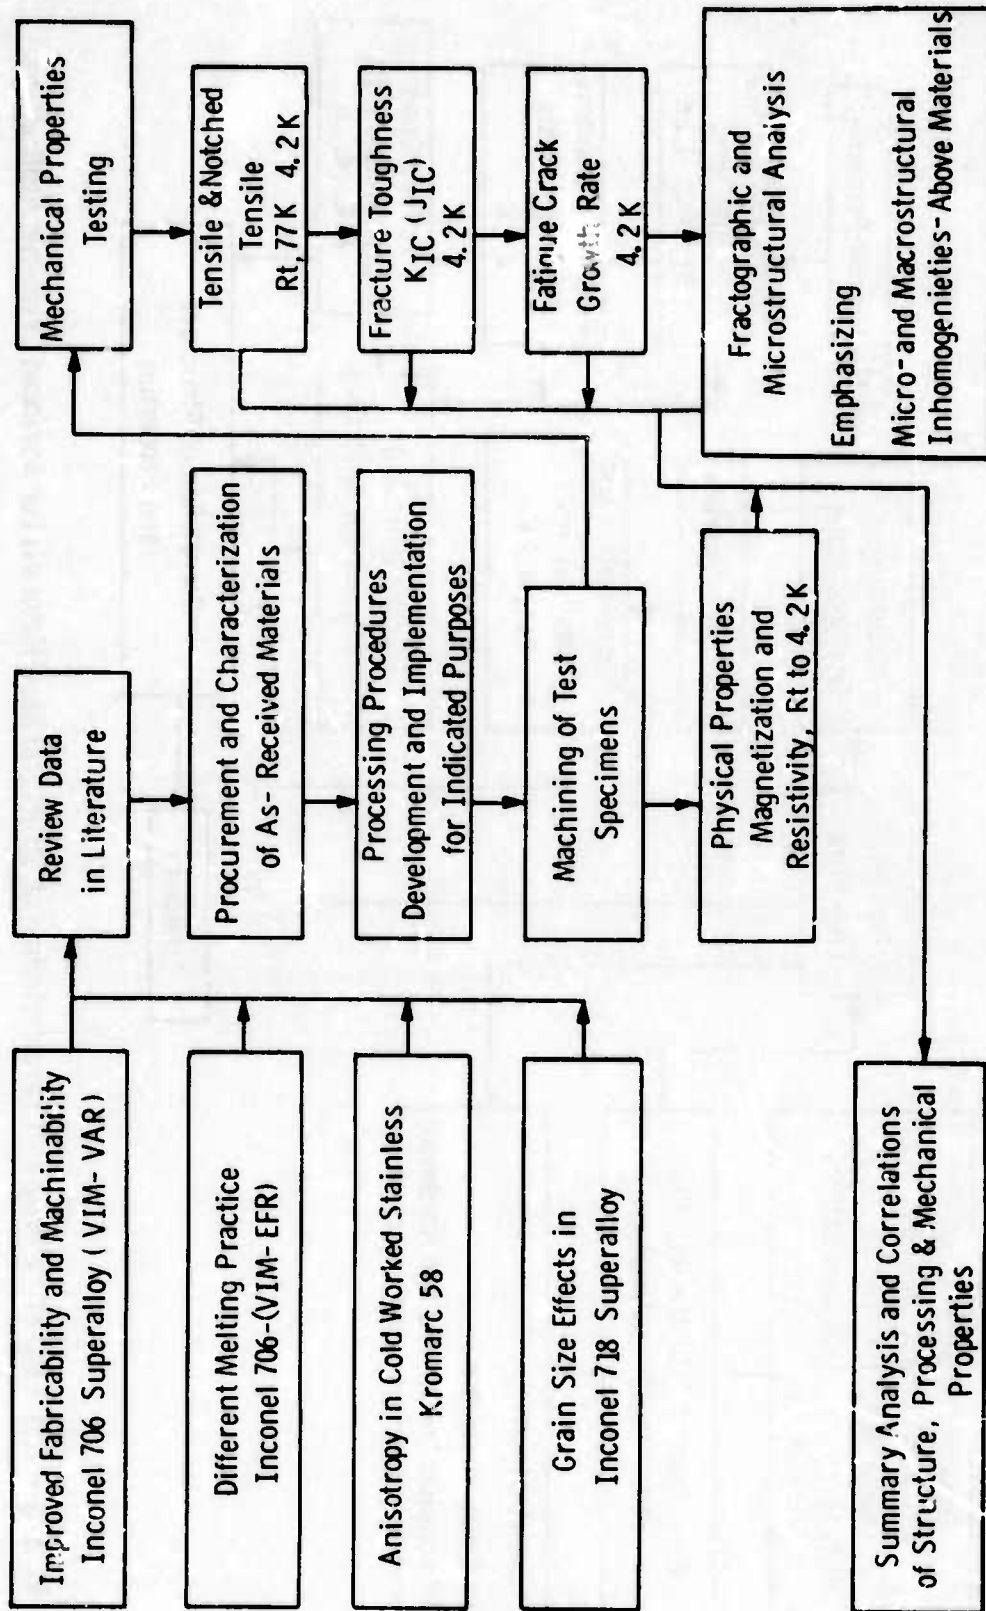 Improved Fabricability and Machinability
Inconel 706 Superalloy (VIM-VAR)
Different Melting Practice
Inconel 706-(VIM-EFR)
Anisotropy in Cold Worked Stainless
Kromarc 58
Grain Size Effects in
Inconel 718 Superalloy
Summary Analysis and Correlations
of Structure, Processing & Mechanical
Properties
Review Data
in Literature
Procurement and Characterization
of As-Received Materials
Processing Procedures
Development and Implementation
for Indicated Purposes
Machining of Test
Specimens
Physical Properties
Magnetization and
Resistivity, Rt to 4.2K
Mechanical Properties
Testing
Tensile & Notched
Tensile
Rt, 77K 4.2K
Fracture Toughness
KIC (JIC)
4.2K
Fatigue Crack
Growth Rate
4.2K
Fractographic and
Microstructural Analysis
Emphasizing
Micro- and Macrostructural
Inhomogenieties-Above Materials